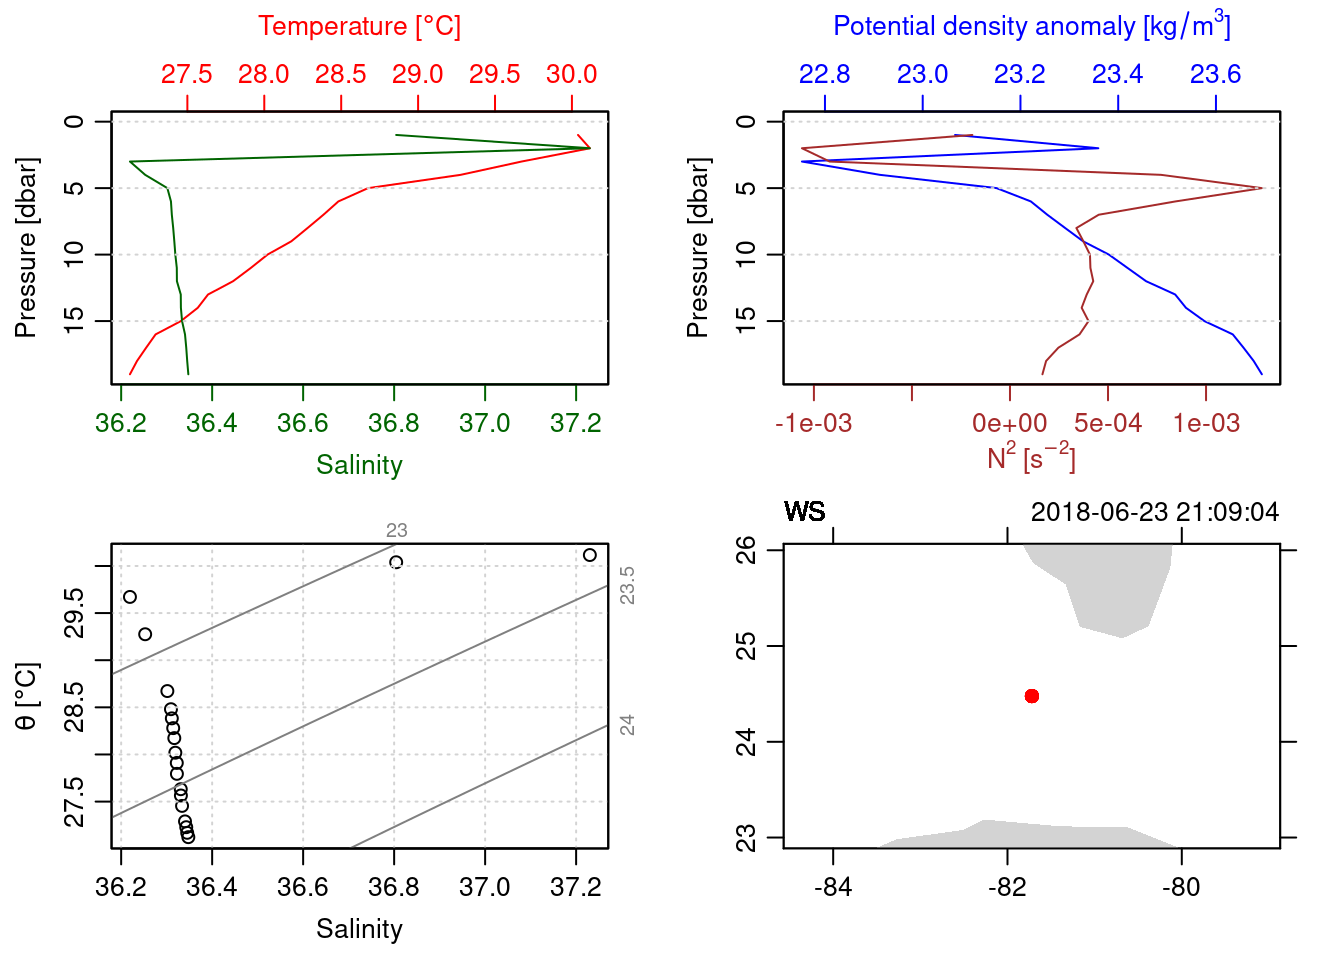 Temperature [°C]
27.5 28.0 28.5 29.0 29.5 30.0
0
5
10
15
Pressure [dbar]
36.2 36.4 36.6 36.8 37.0 37.2
Salinity
Potential density anomaly [kg/m³]
22.8 23.0 23.2 23.4 23.6
0
5
10
15
Pressure [dbar]
-1e-03 0e+00 5e-04 1e-03
N² [s⁻²]
23
23.5
24
29.5
28.5
27.5
θ [°C]
36.2 36.4 36.6 36.8 37.0 37.2
Salinity
WS 2018-06-23 21:09:04
26
25
24
23
-84 -82 -80